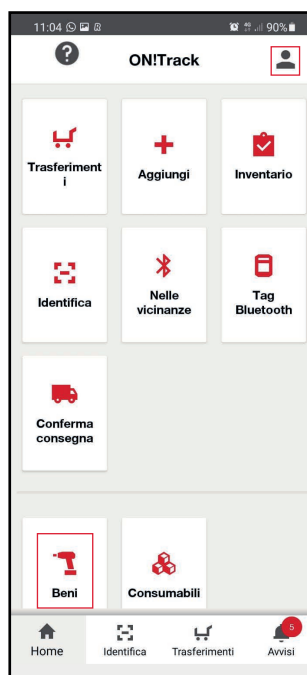 11:04 90%
ON!Track
Trasferiment
i
Aggiungi
Inventario
Identifica
Nelle
vicinanze
Tag
Bluetooth
Conferma
consegna
Beni
Consumabili
5
Home Identifica Trasferimenti Avvisi